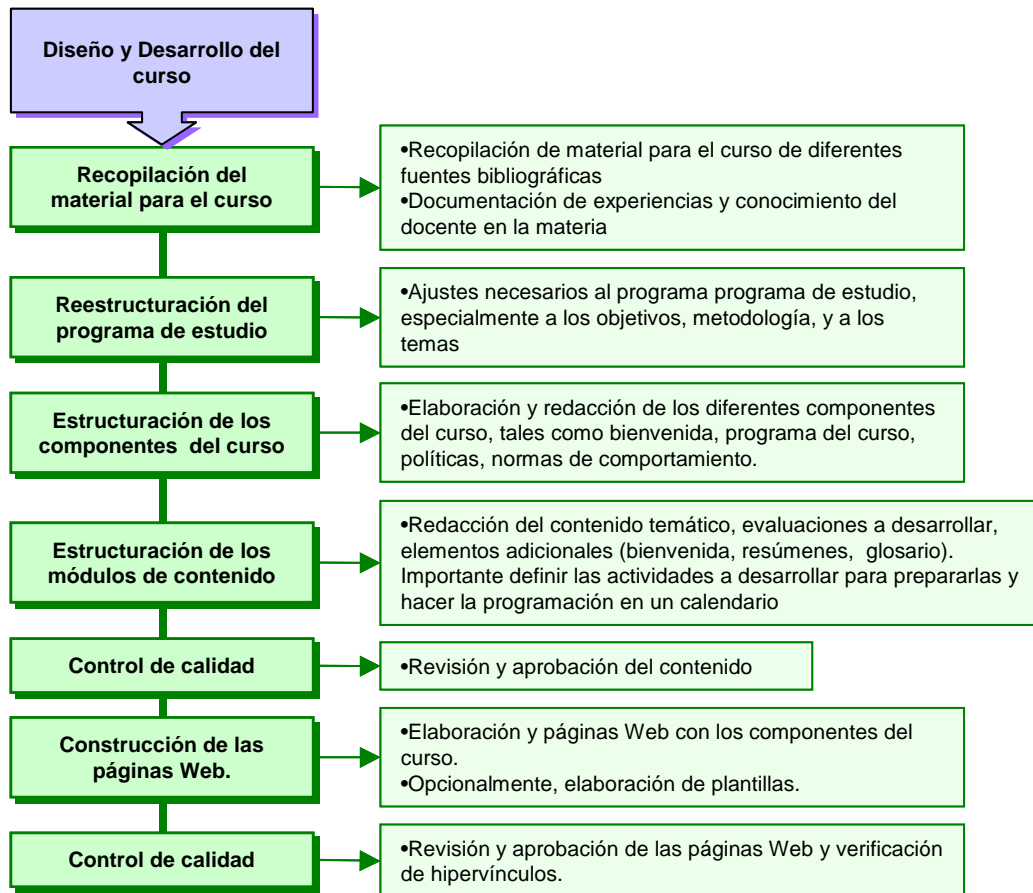 Diseño y Desarrollo del
curso
Recopilación del
material para el curso
•Recopilación de material para el curso de diferentes
fuentes bibliográficas
•Documentación de experiencias y conocimiento del
docente en la materia
Reestructuración del
programa de estudio
•Ajustes necesarios al programa programa de estudio,
especialmente a los objetivos, metodología, y a los
temas
Estructuración de los
componentes del curso
•Elaboración y redacción de los diferentes componentes
del curso, tales como bienvenida, programa del curso,
políticas, normas de comportamiento.
Estructuración de los
módulos de contenido
•Redacción del contenido temático, evaluaciones a desarrollar,
elementos adicionales (bienvenida, resúmenes, glosario).
Importante definir las actividades a desarrollar para prepararlas y
hacer la programación en un calendario
Control de calidad
•Revisión y aprobación del contenido
Construcción de las
páginas Web.
•Elaboración y páginas Web con los componentes del
curso.
•Opcionalmente, elaboración de plantillas.
Control de calidad
•Revisión y aprobación de las páginas Web y verificación
de hipervínculos.